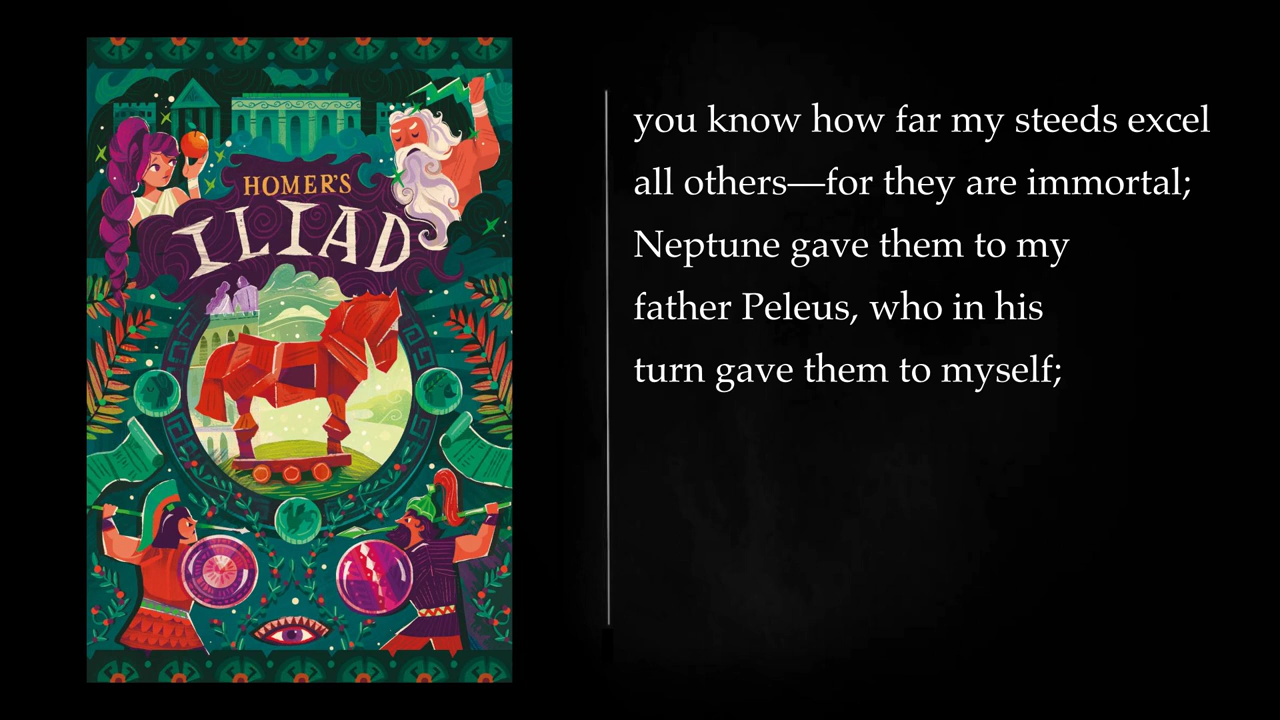 HOMER'S
ILIAD
you know how far my steeds excel
all others—for they are immortal;
Neptune gave them to my
father Peleus, who in his
turn gave them to myself;